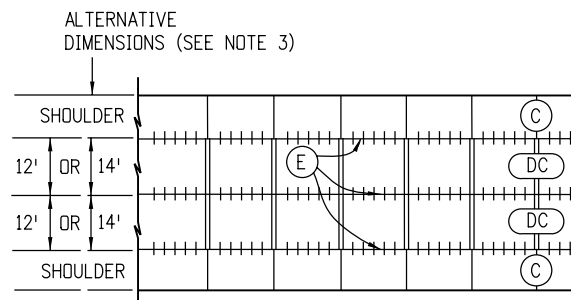 ALTERNATIVE
DIMENSIONS (SEE NOTE 3)
SHOULDER
C
12' OR 14'
E
DC
12' OR 14'
DC
SHOULDER
C